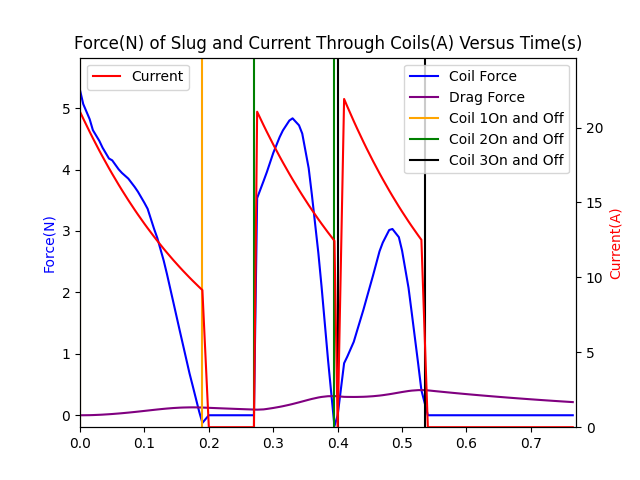 Force(N) of Slug and Current Through Coils(A) Versus Time(s)
Current
Coil Force
Drag Force
Coil 1On and Off
Coil 2On and Off
Coil 3On and Off
Force(N)
5
4
3
2
1
0
20
15
10
5
0
Current(A)
0.0 0.1 0.2 0.3 0.4 0.5 0.6 0.7